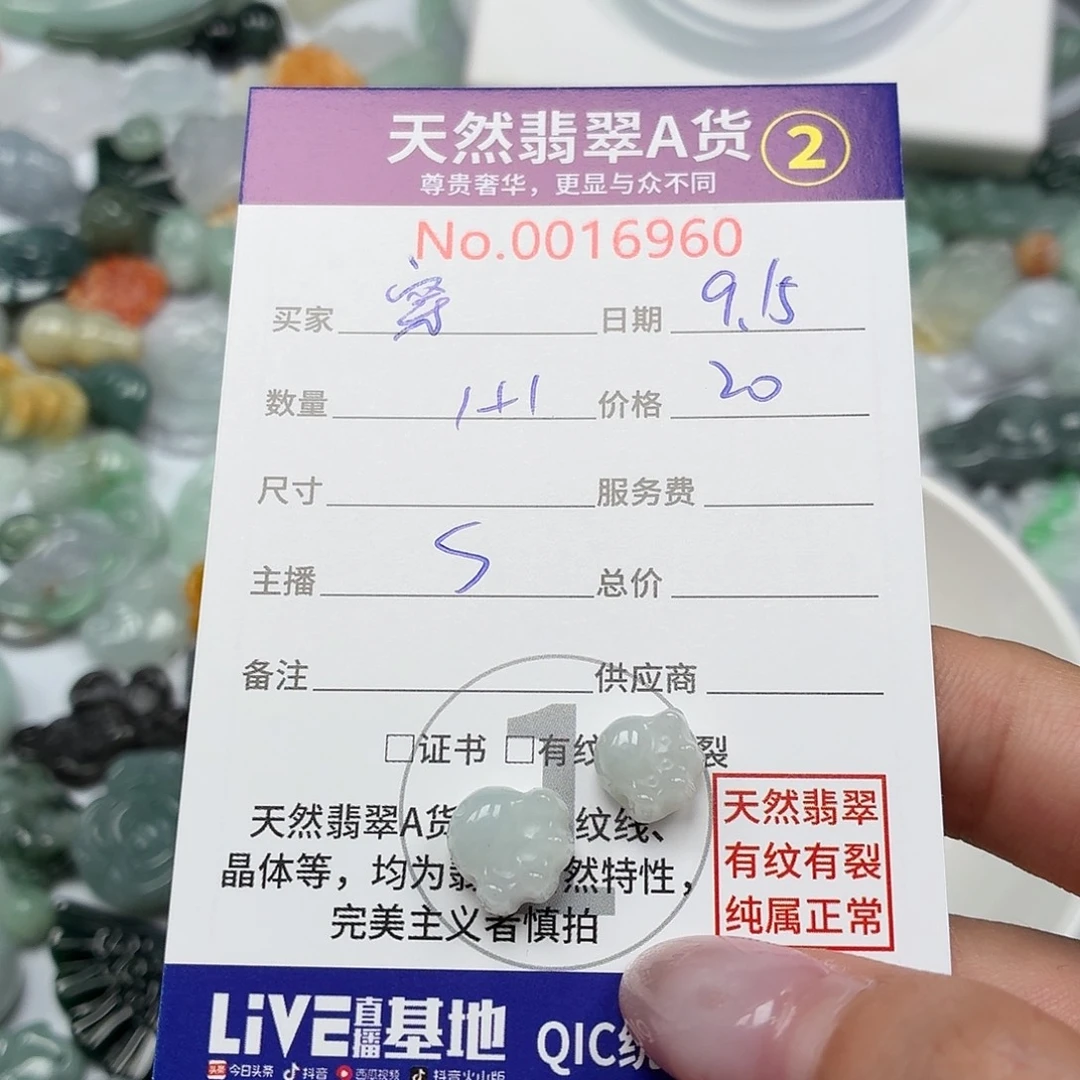 天然翡翠A货 2
尊贵奢华，更显与众不同
No.0016960
买家 日期 9.15
数量 1+1 价格 20
尺寸 服务费
主播 S 总价
备注 供应商
□证书 □有纹 裂
天然翡翠A货 纹线、
晶体等，均为 然特性，
完美主义者慎拍
1
天然翡翠
有纹有裂
纯属正常
LiVE直播基地 QIC
头条 今日头条 抖音 西瓜视频 抖音火山版